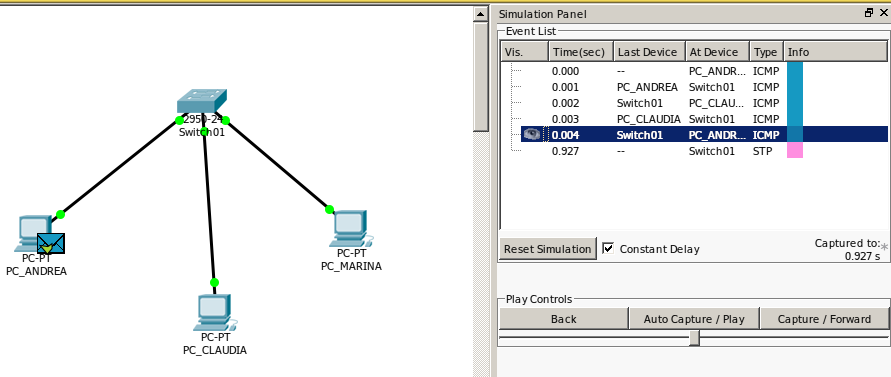 2950-24
Switch01
PC-PT
PC_ANDREA
PC-PT
PC_MARINA
PC-PT
PC_CLAUDIA
Simulation Panel
Event List
Vis. Time(sec) Last Device At Device Type Info
0.000 -- PC_ANDR... ICMP
0.001 PC_ANDREA Switch01 ICMP
0.002 Switch01 PC_CLAU... ICMP
0.003 PC_CLAUDIA Switch01 ICMP
0.004 Switch01 PC_ANDR... ICMP
0.927 -- Switch01 STP
Reset Simulation Constant Delay Captured to: *
0.927 s
Play Controls
Back Auto Capture / Play Capture / Forward